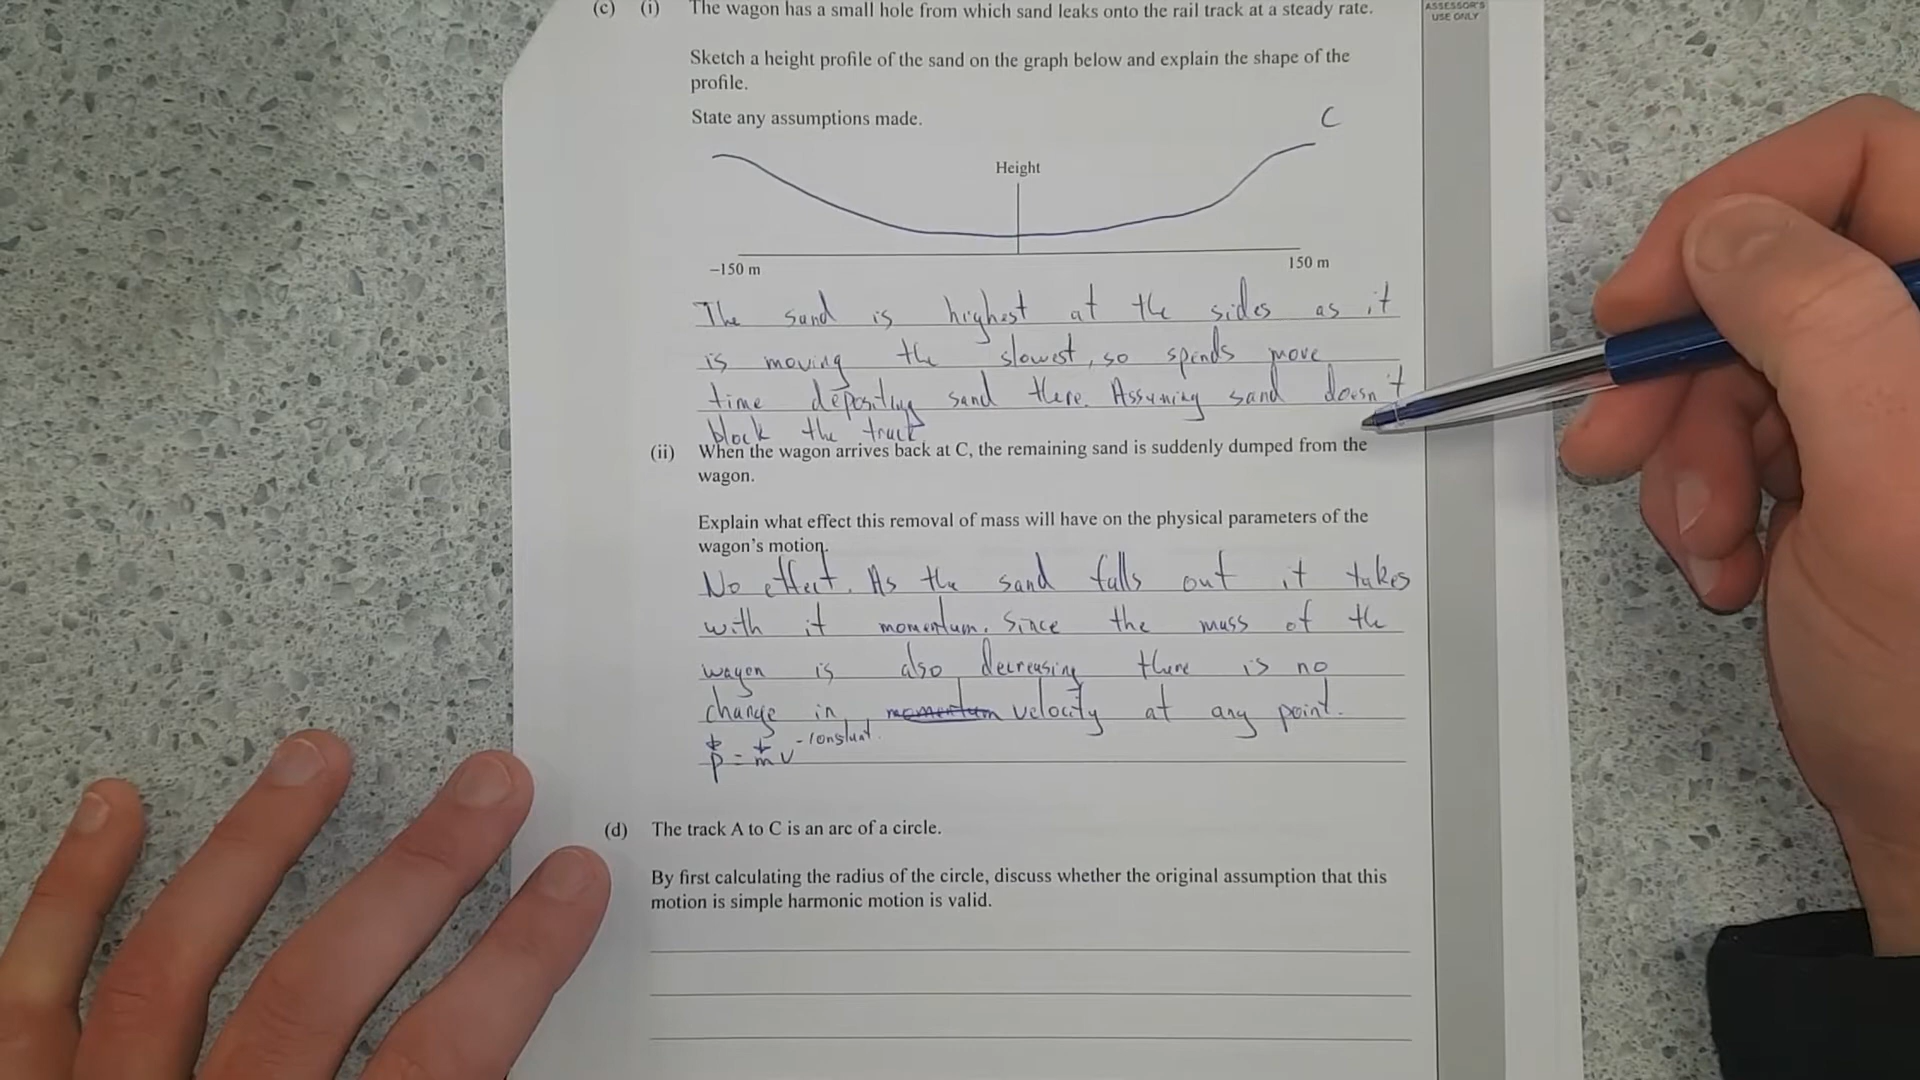 (c) (i) The wagon has a small hole from which sand leaks onto the rail track at a steady rate.
ASSESSOR'S
USE ONLY
Sketch a height profile of the sand on the graph below and explain the shape of the
profile.
State any assumptions made.
C
Height
−150 m 150 m
The sand is highest at the sides as it
is moving the slowest, so spends more
time depositing sand there. Assuming sand doesn't
block the track
(ii) When the wagon arrives back at C, the remaining sand is suddenly dumped from the
wagon.
Explain what effect this removal of mass will have on the physical parameters of the
wagon's motion.
No effect. As the sand falls out it takes
with it momentum. Since the mass of the
wagon is also decreasing there is no
change in momentum velocity at any point.
p = m v - constant.
(d) The track A to C is an arc of a circle.
By first calculating the radius of the circle, discuss whether the original assumption that this
motion is simple harmonic motion is valid.